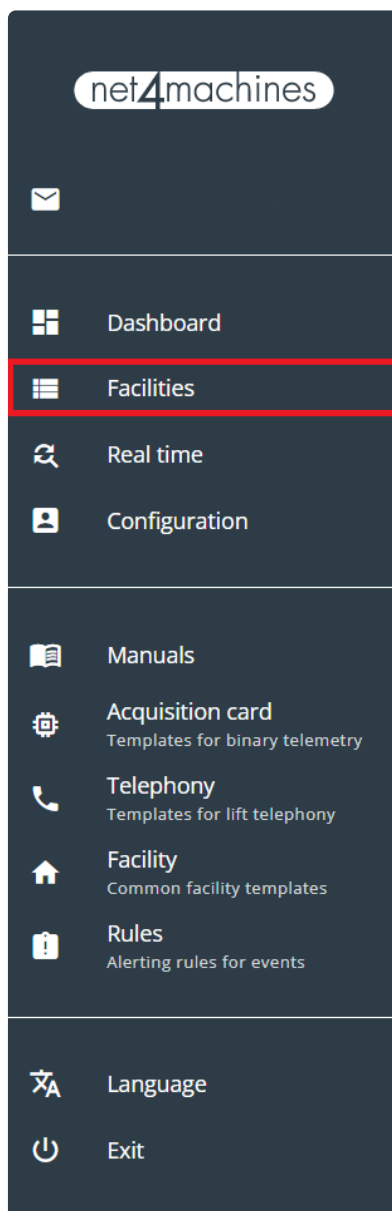 net4machines
Dashboard
Facilities
Real time
Configuration
Manuals
Acquisition card
Templates for binary telemetry
Telephony
Templates for lift telephony
Facility
Common facility templates
Rules
Alerting rules for events
Language
Exit